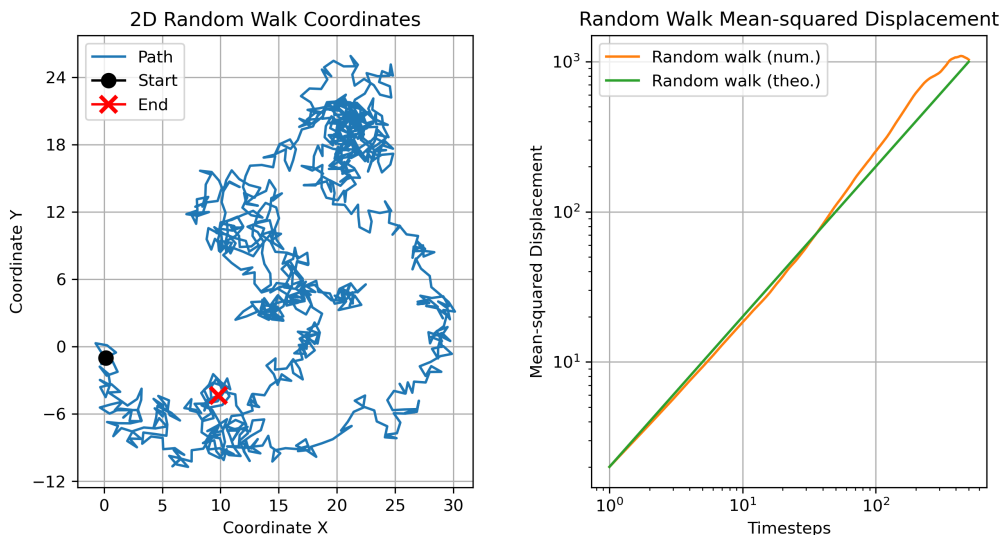 2D Random Walk Coordinates
Path
Start
End
24
18
12
6
0
−6
−12
0 5 10 15 20 25 30
Coordinate X
Coordinate Y
Random Walk Mean-squared Displacement
Random walk (num.)
Random walk (theo.)
10³
10²
10¹
10⁰ 10¹ 10²
Timesteps
Mean-squared Displacement